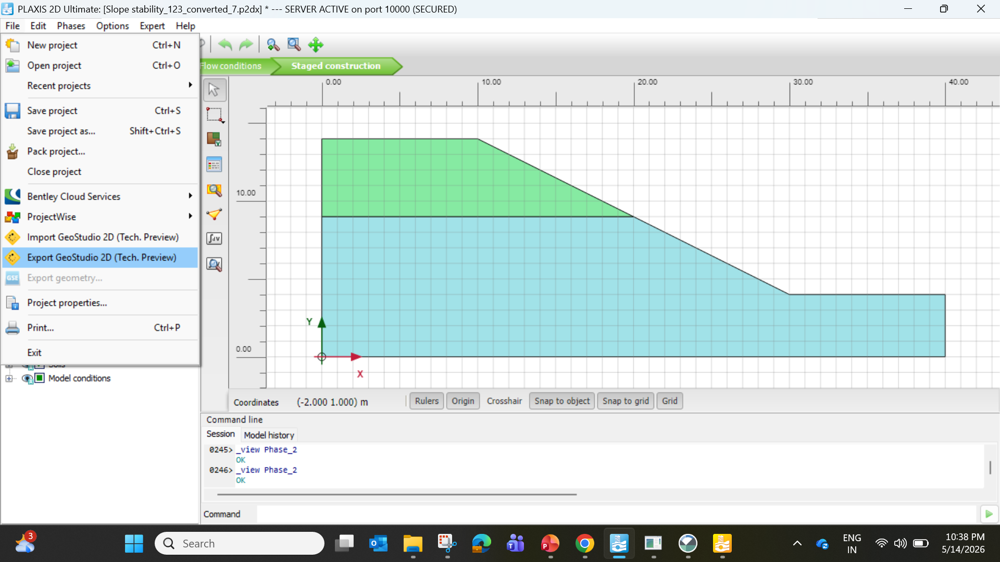 PLAXIS 2D Ultimate: [Slope stability_123_converted_7.p2dx] * --- SERVER ACTIVE on port 10000 (SECURED)
File Edit Phases Options Expert Help
New project Ctrl+N
Open project Ctrl+O
Recent projects
Save project Ctrl+S
Save project as... Shift+Ctrl+S
Pack project...
Close project
Bentley Cloud Services
ProjectWise
Import GeoStudio 2D (Tech. Preview)
Export GeoStudio 2D (Tech. Preview)
GSE Export geometry...
Project properties...
Print... Ctrl+P
Exit
Soils
Model conditions
Flow conditions Staged construction
0.00 10.00 20.00 30.00 40.00
10.00
0.00
Y
X
Coordinates (-2.000 1.000) m Rulers Origin Crosshair Snap to object Snap to grid Grid
Command line
Session Model history
0245> _view Phase_2
OK
0246> _view Phase_2
OK
Command
3 Search ENG 10:38 PM
IN 5/14/2026